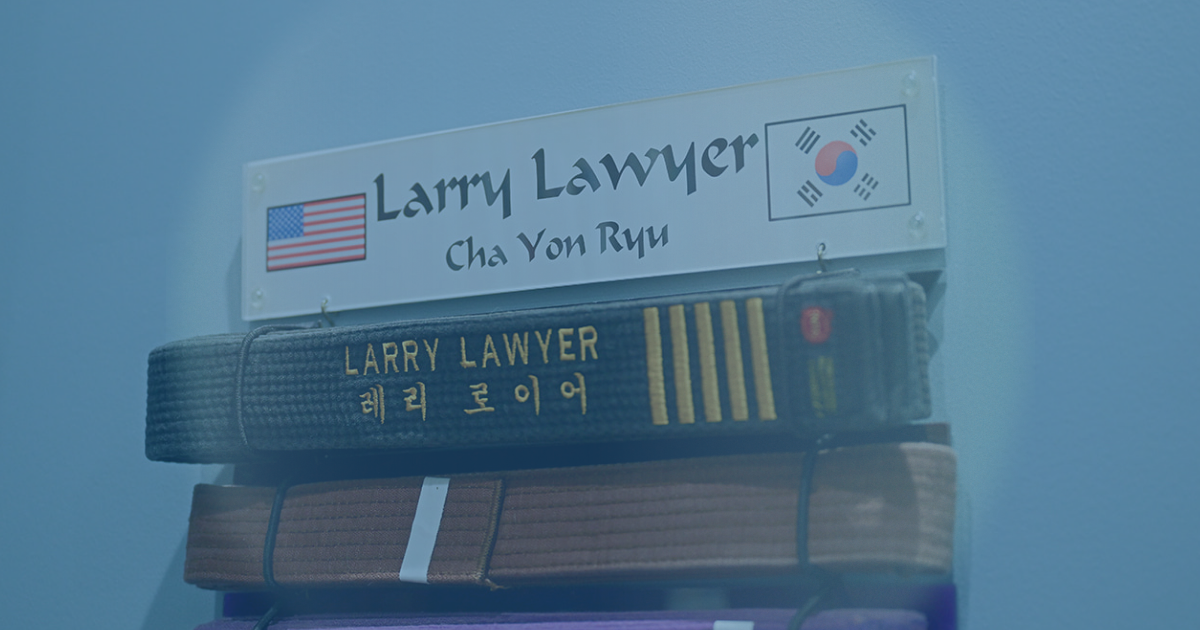 Larry Lawyer
Cha Yon Ryu
LARRY LAWYER
레리 로이어